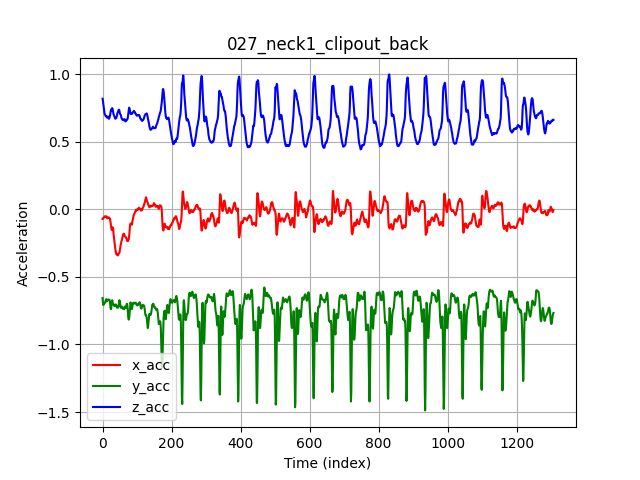 027_neck1_clipout_back
Acceleration
1.0
0.5
0.0
−0.5
−1.0
−1.5
x_acc
y_acc
z_acc
0 200 400 600 800 1000 1200
Time (index)